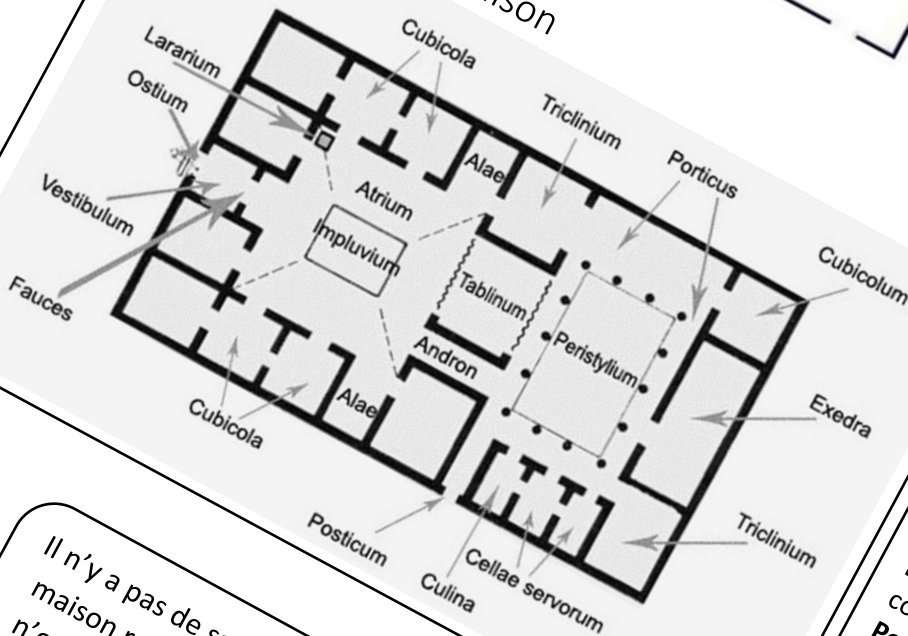 Cubicola
Lararium
Ostium
Triclinium
Alae
Porticus
Atrium
Vestibulum
Impluvium
Cubicolum
Tablinum
Fauces
Andron
Peristylium
Exedra
Cubicola
Alae
Posticum
Culina
Cellae servorum
Triclinium
Il n'y a pas de
maison